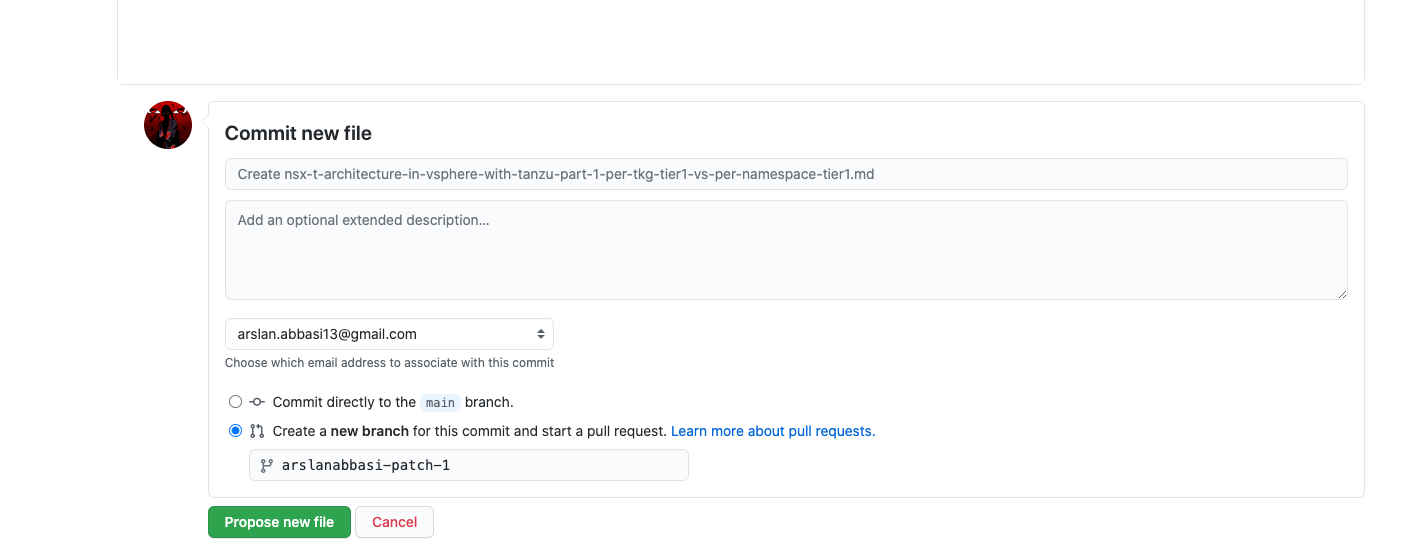 Commit new file
Create nsx-t-architecture-in-vsphere-with-tanzu-part-1-per-tkg-tier1-vs-per-namespace-tier1.md
Add an optional extended description...
arslan.abbasi13@gmail.com
Choose which email address to associate with this commit
Commit directly to the main branch.
Create a new branch for this commit and start a pull request. Learn more about pull requests.
arslanabbasi-patch-1
Propose new file Cancel